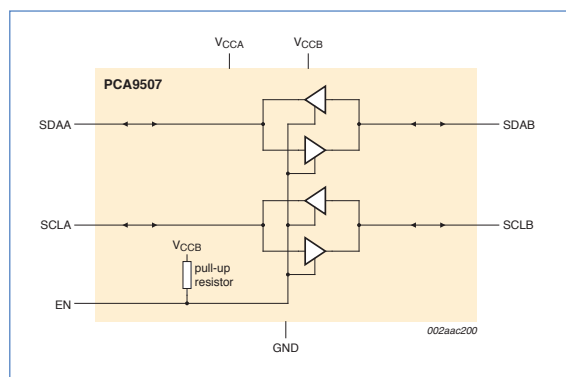 VCCA VCCB
PCA9507
SDAA SDAB
SCLA SCLB
VCCB
pull-up
resistor
EN
002aac200
GND